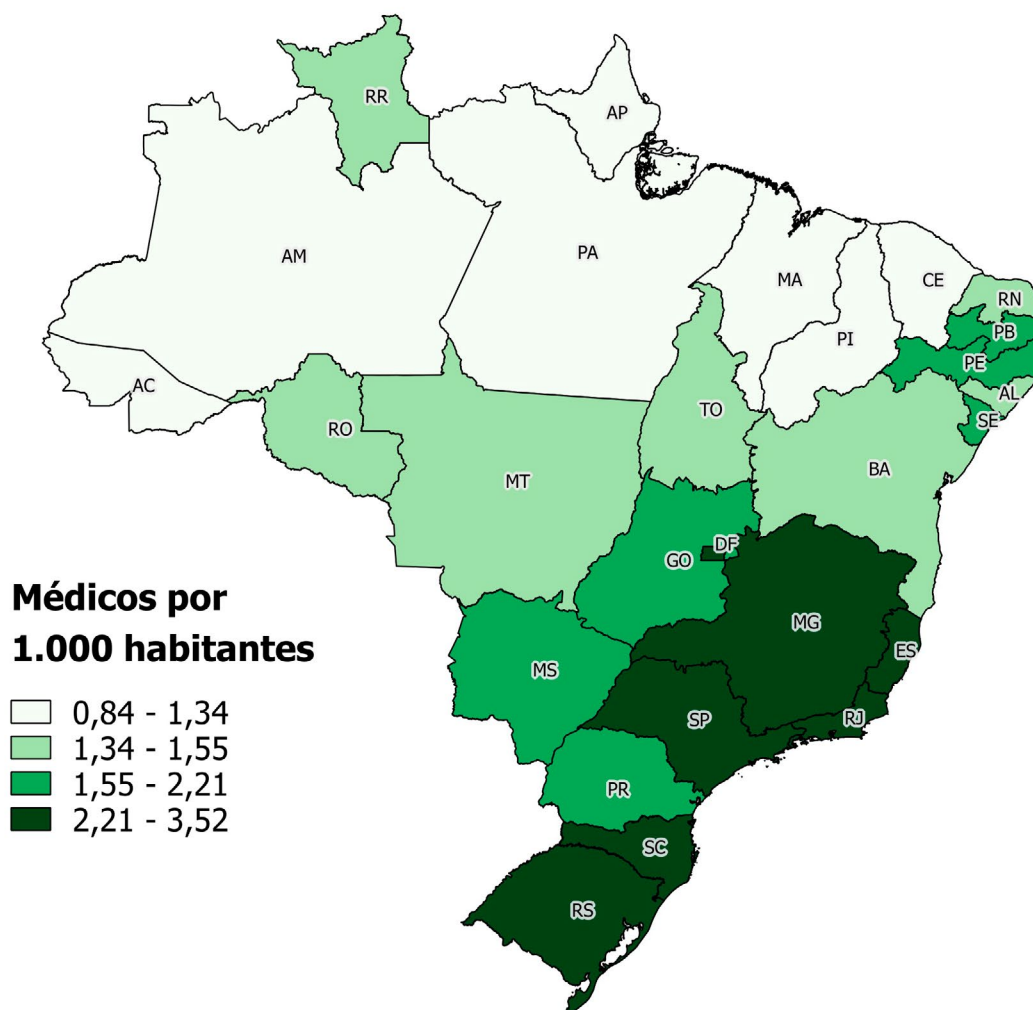 RR
AP
AM
PA
MA
CE
RN
PB
PI
PE
AC
AL
TO
SE
RO
BA
MT
DF
GO
Médicos por
1.000 habitantes
MG
ES
MS
0,84 - 1,34
SP
RJ
1,34 - 1,55
1,55 - 2,21
PR
2,21 - 3,52
SC
RS